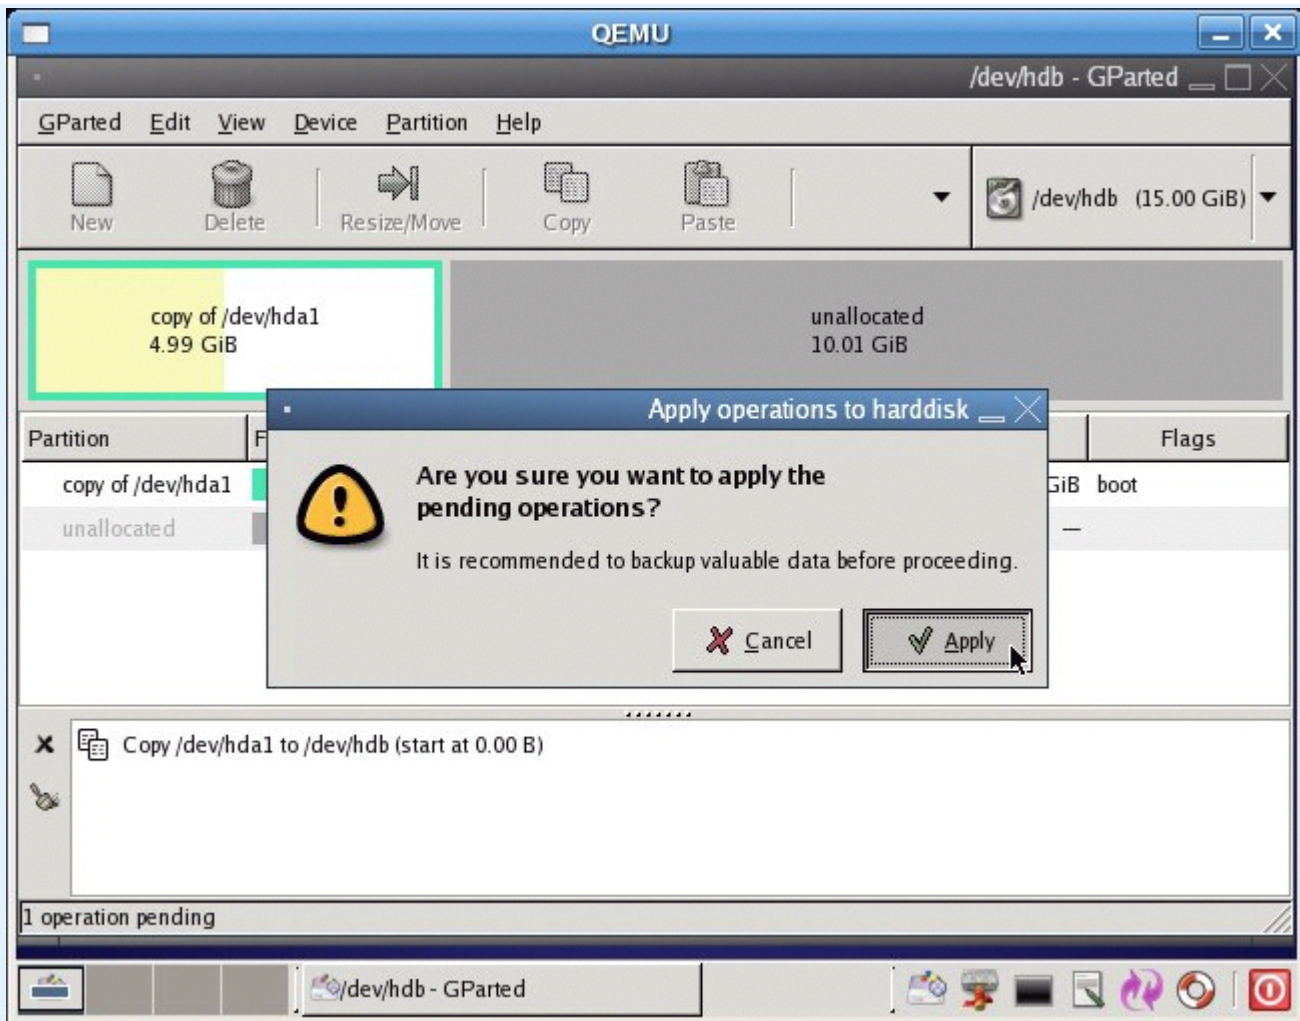 QEMU
/dev/hdb - GParted
GParted Edit View Device Partition Help
New Delete Resize/Move Copy Paste /dev/hdb (15.00 GiB)
copy of /dev/hda1
4.99 GiB
unallocated
10.01 GiB
Apply operations to harddisk
Partition F Flags
Are you sure you want to apply the
pending operations?
copy of /dev/hda1 GiB boot
unallocated —
It is recommended to backup valuable data before proceeding.
Cancel Apply
Copy /dev/hda1 to /dev/hdb (start at 0.00 B)
1 operation pending
/dev/hdb - GParted